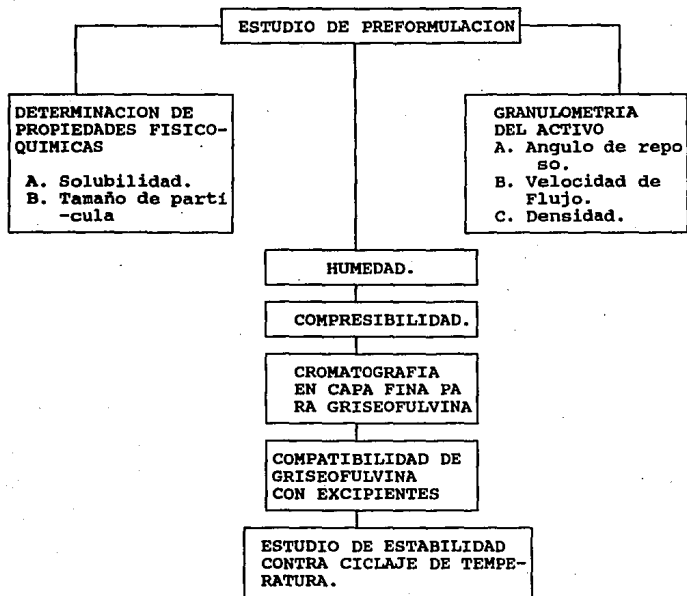 ESTUDIO DE PREFORMULACION
DETERMINACION DE
PROPIEDADES FISICO-
QUIMICAS
A. Solubilidad.
B. Tamaño de partí
-cula
GRANULOMETRIA
DEL ACTIVO
A. Angulo de repo
so.
B. Velocidad de
Flujo.
C. Densidad.
HUMEDAD.
COMPRESIBILIDAD.
CROMATOGRAFIA
EN CAPA FINA PA
RA GRISEOFULVINA
COMPATIBILIDAD DE
GRISEOFULVINA
CON EXCIPIENTES
ESTUDIO DE ESTABILIDAD
CONTRA CICLAJE DE TEMPE-
RATURA.